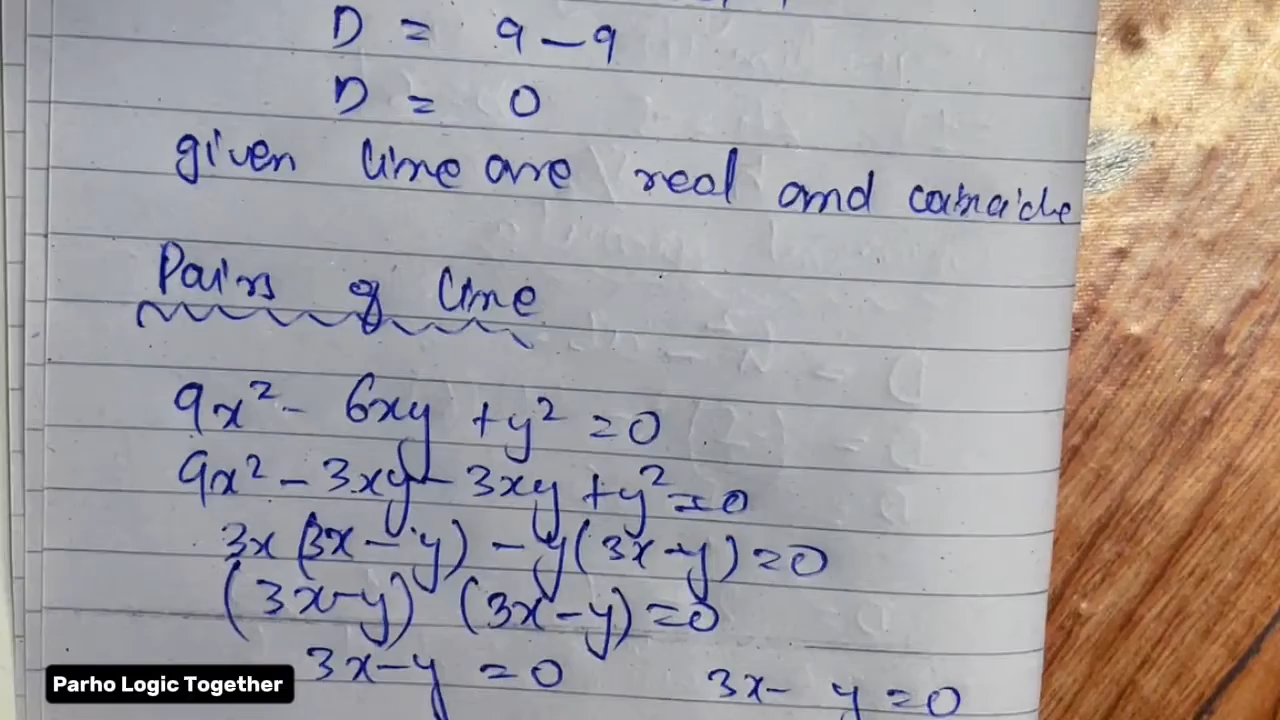 D = 9 - 9
D = 0
given line are real and
Pairs of line
9x² - 6xy + y² = 0
9x² - 3xy - 3xy + y² = 0
3x (3x - y) - y (3x - y) = 0
(3x - y) (3x - y) = 0
3x - y = 0 3x - y = 0
Parho Logic Together